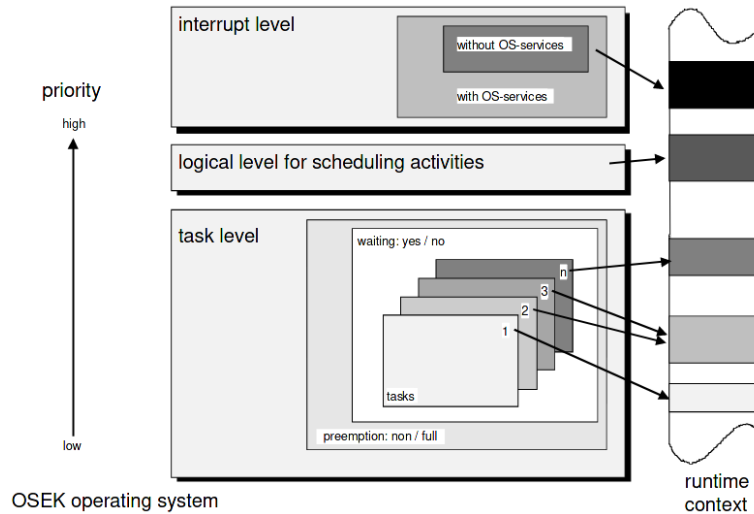 interrupt level
without OS-services
with OS-services
priority
high
logical level for scheduling activities
task level
waiting: yes / no
n
3
2
1
tasks
preemption: non / full
low
OSEK operating system
runtime
context